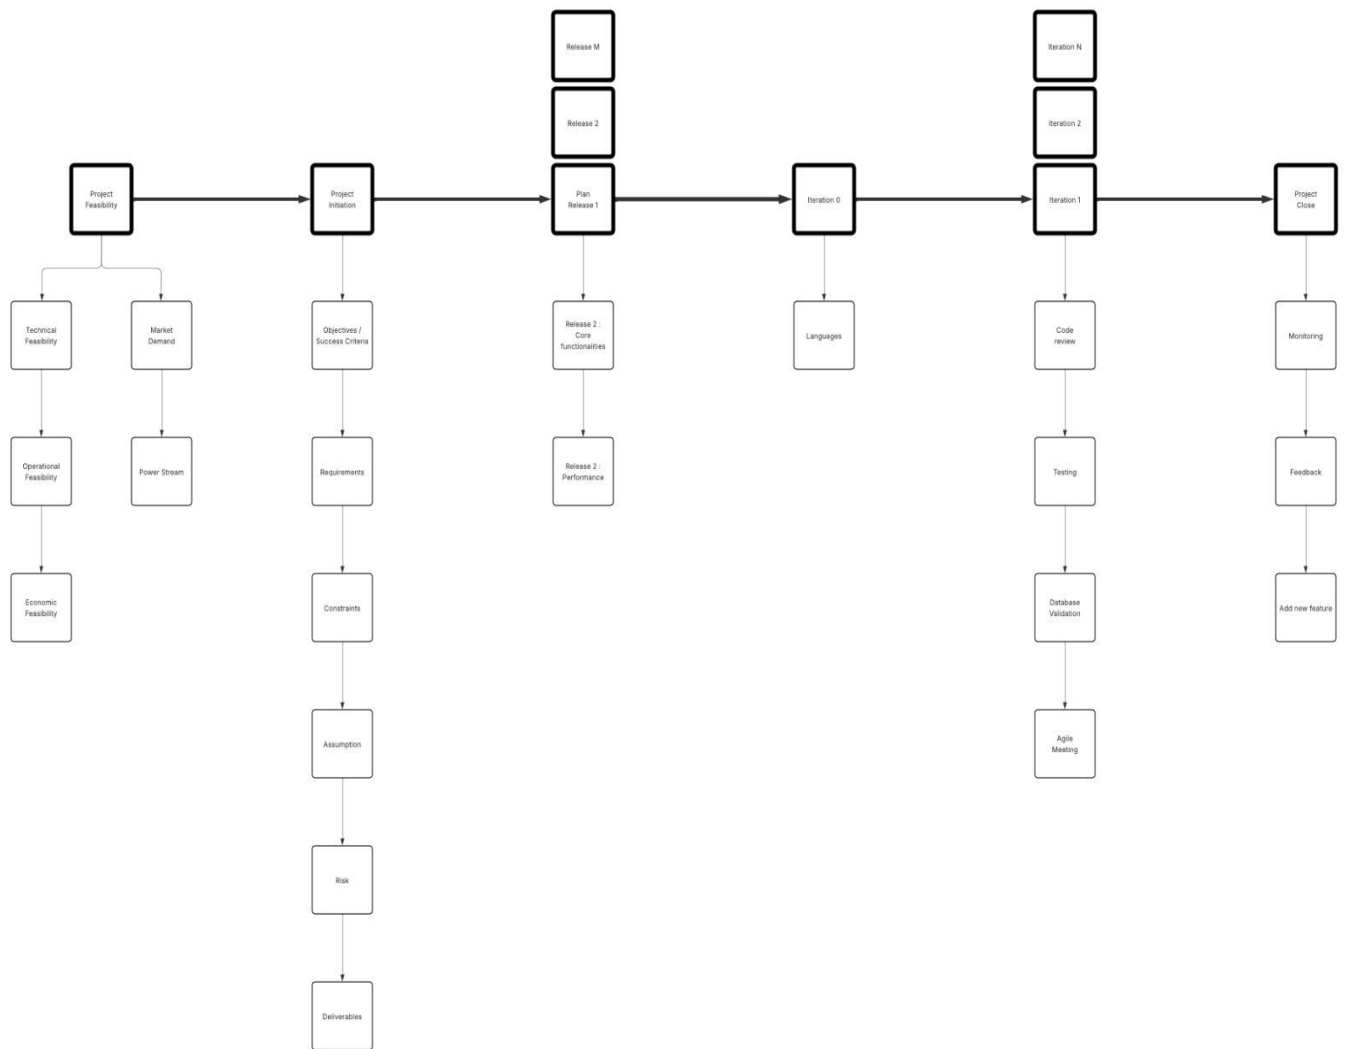 Release M
Iteration N
Release 2
Iteration 2
Project
Feasibility
Project
Initiation
Plan
Release 1
Iteration 0
Iteration 1
Project
Close
Technical
Feasibility
Market
Demand
Objectives /
Success Criteria
Release 2 :
Core
functionalities
Languages
Code
review
Monitoring
Operational
Feasibility
Power Stream
Requirements
Release 2 :
Performance
Testing
Feedback
Economic
Feasibility
Constraints
Database
Validation
Add new feature
Assumption
Agile
Meeting
Risk
Deliverables